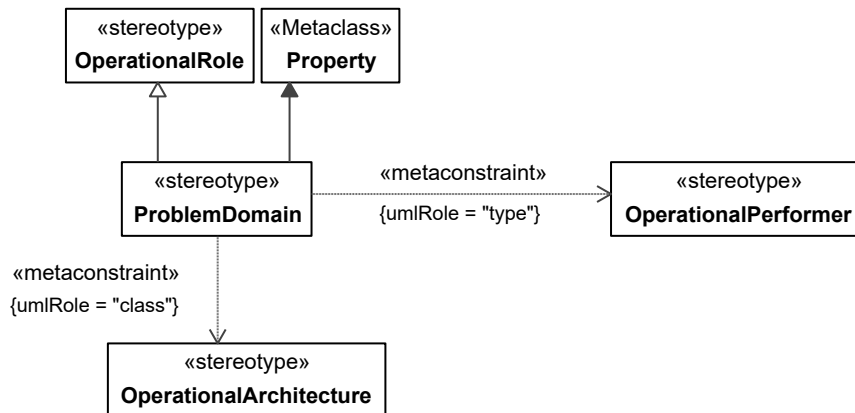 «stereotype»
OperationalRole
«Metaclass»
Property
«stereotype»
ProblemDomain
«metaconstraint»
{umlRole = "type"}
«stereotype»
OperationalPerformer
«metaconstraint»
{umlRole = "class"}
«stereotype»
OperationalArchitecture